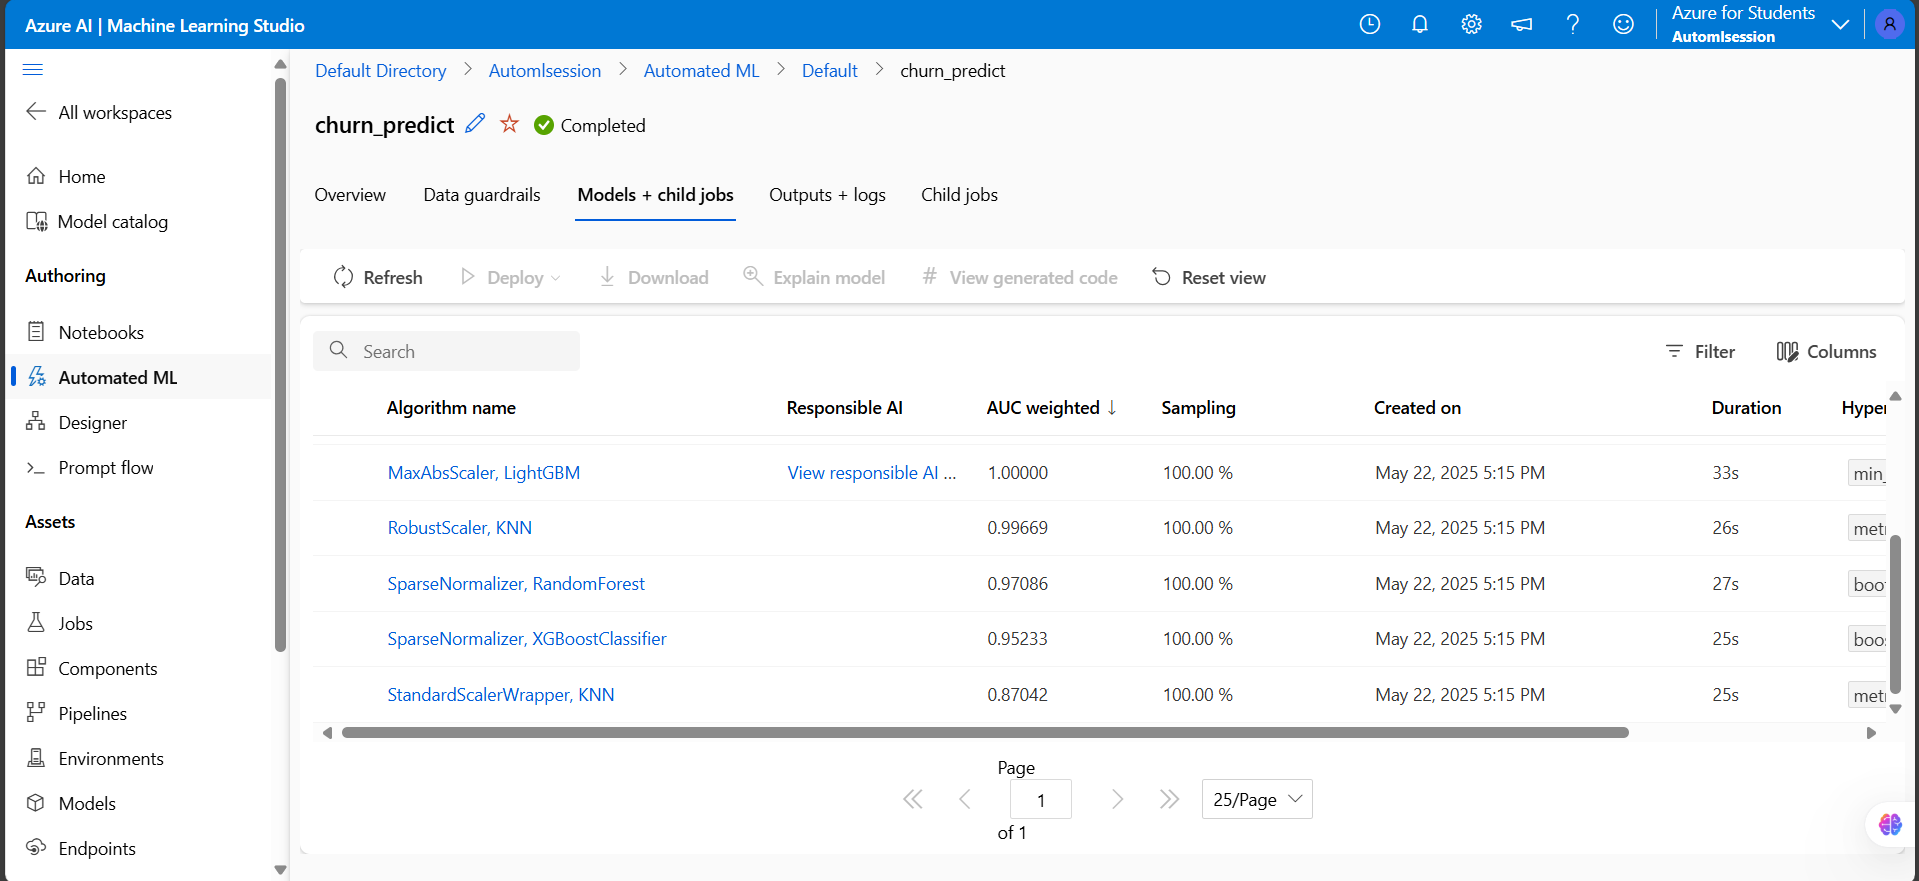 Azure AI | Machine Learning Studio
Azure for Students
Automlsession
All workspaces
Home
Model catalog
Authoring
Notebooks
Automated ML
Designer
Prompt flow
Assets
Data
Jobs
Components
Pipelines
Environments
Models
Endpoints
Default Directory > Automlsession > Automated ML > Default > churn_predict
churn_predict Completed
Overview Data guardrails Models + child jobs Outputs + logs Child jobs
Refresh Deploy Download Explain model View generated code Reset view
Search Filter Columns
Algorithm name Responsible AI AUC weighted ↓ Sampling Created on Duration Hyper
MaxAbsScaler, LightGBM View responsible AI ... 1.00000 100.00 % May 22, 2025 5:15 PM 33s min_
RobustScaler, KNN 0.99669 100.00 % May 22, 2025 5:15 PM 26s metr
SparseNormalizer, RandomForest 0.97086 100.00 % May 22, 2025 5:15 PM 27s boot
SparseNormalizer, XGBoostClassifier 0.95233 100.00 % May 22, 2025 5:15 PM 25s boos
StandardScalerWrapper, KNN 0.87042 100.00 % May 22, 2025 5:15 PM 25s metr
Page
1 25/Page
of 1